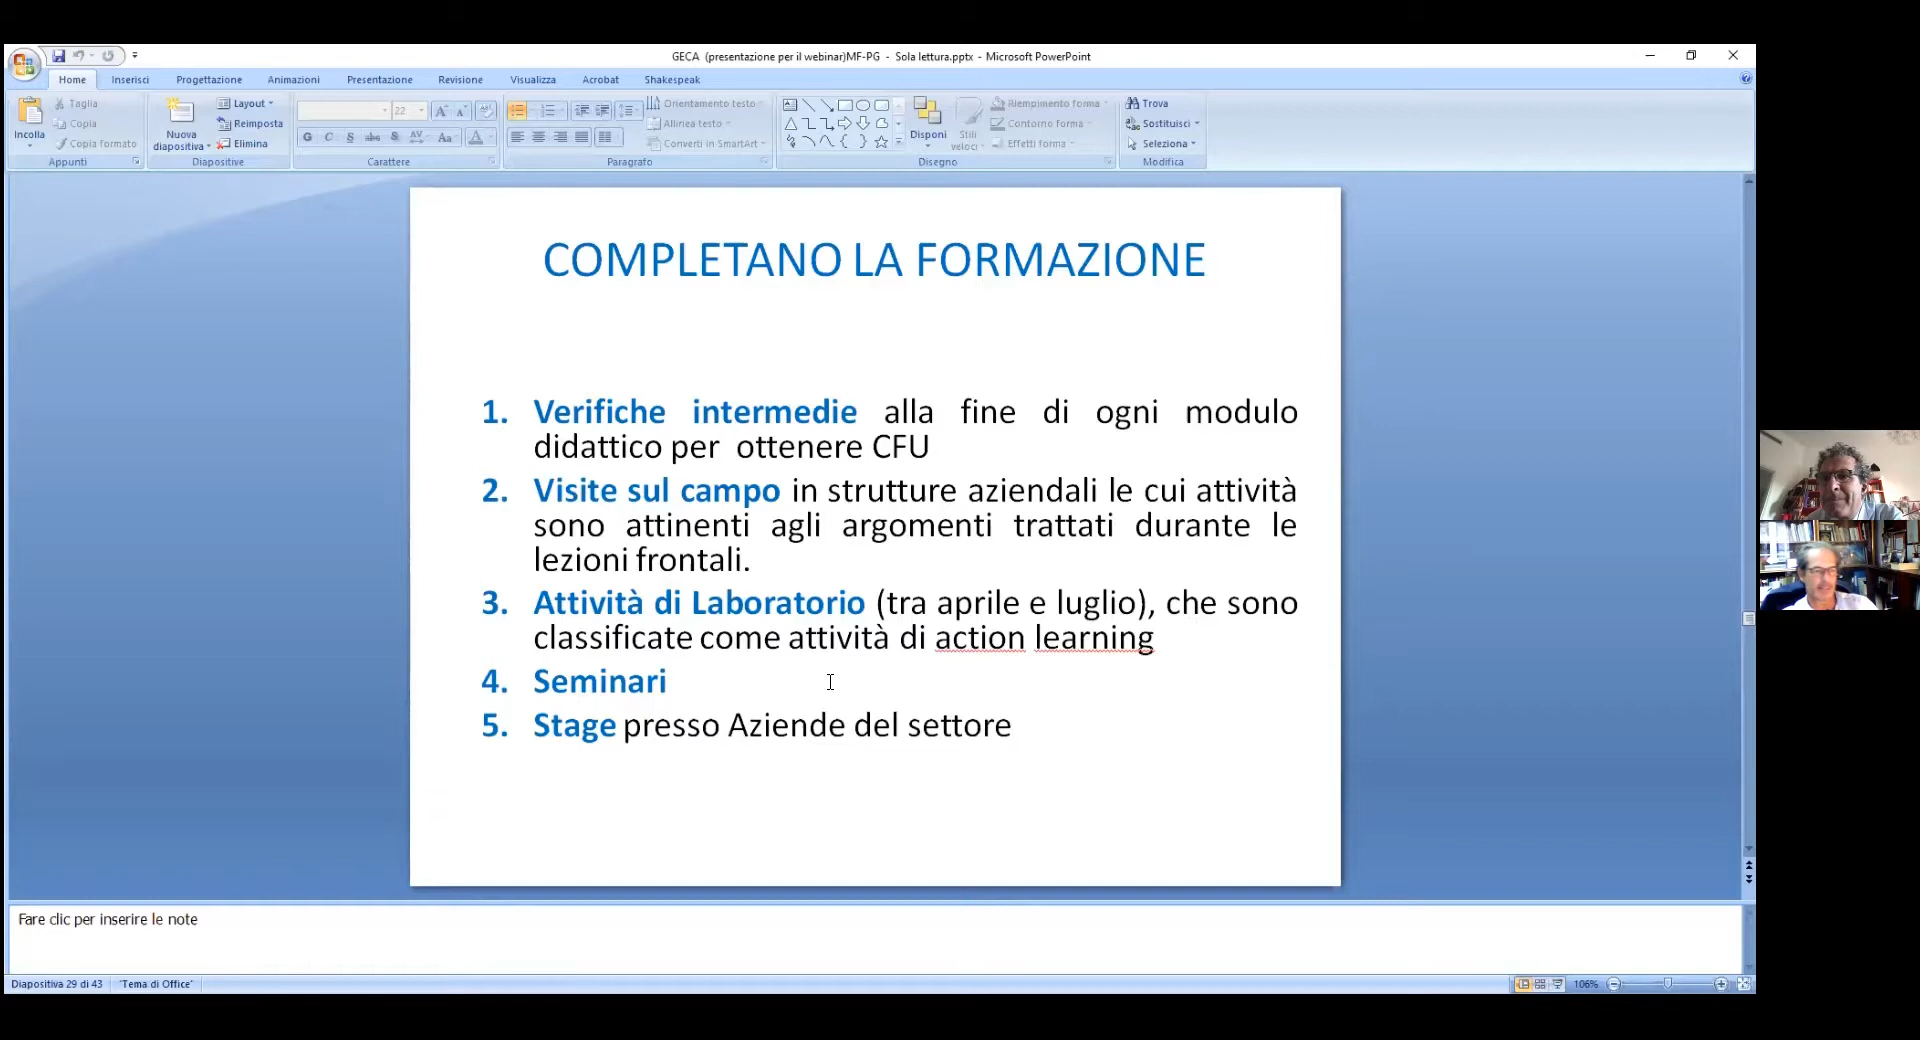 GECA (presentazione per il webinar)MF-PG - Sola lettura.pptx - Microsoft PowerPoint
Home Inserisci Progettazione Animazioni Presentazione Revisione Visualizza Acrobat Shakespeak
Incolla
Taglia
Copia
Copia formato
Appunti
Nuova
diapositiva
Layout
Reimposta
Elimina
Diapositive
22
G C S abc S AV Aa A
Carattere
Orientamento testo
Allinea testo
Converti in SmartArt
Paragrafo
Disponi
Stili
veloci
Riempimento forma
Contorno forma
Effetti forma
Disegno
Trova
Sostituisci
Seleziona
Modifica
COMPLETANO LA FORMAZIONE
1. Verifiche intermedie alla fine di ogni modulo
didattico per ottenere CFU
2. Visite sul campo in strutture aziendali le cui attività
sono attinenti agli argomenti trattati durante le
lezioni frontali.
3. Attività di Laboratorio (tra aprile e luglio), che sono
classificate come attività di action learning
4. Seminari
5. Stage presso Aziende del settore
Fare clic per inserire le note
Diapositiva 29 di 43 "Tema di Office" 106%